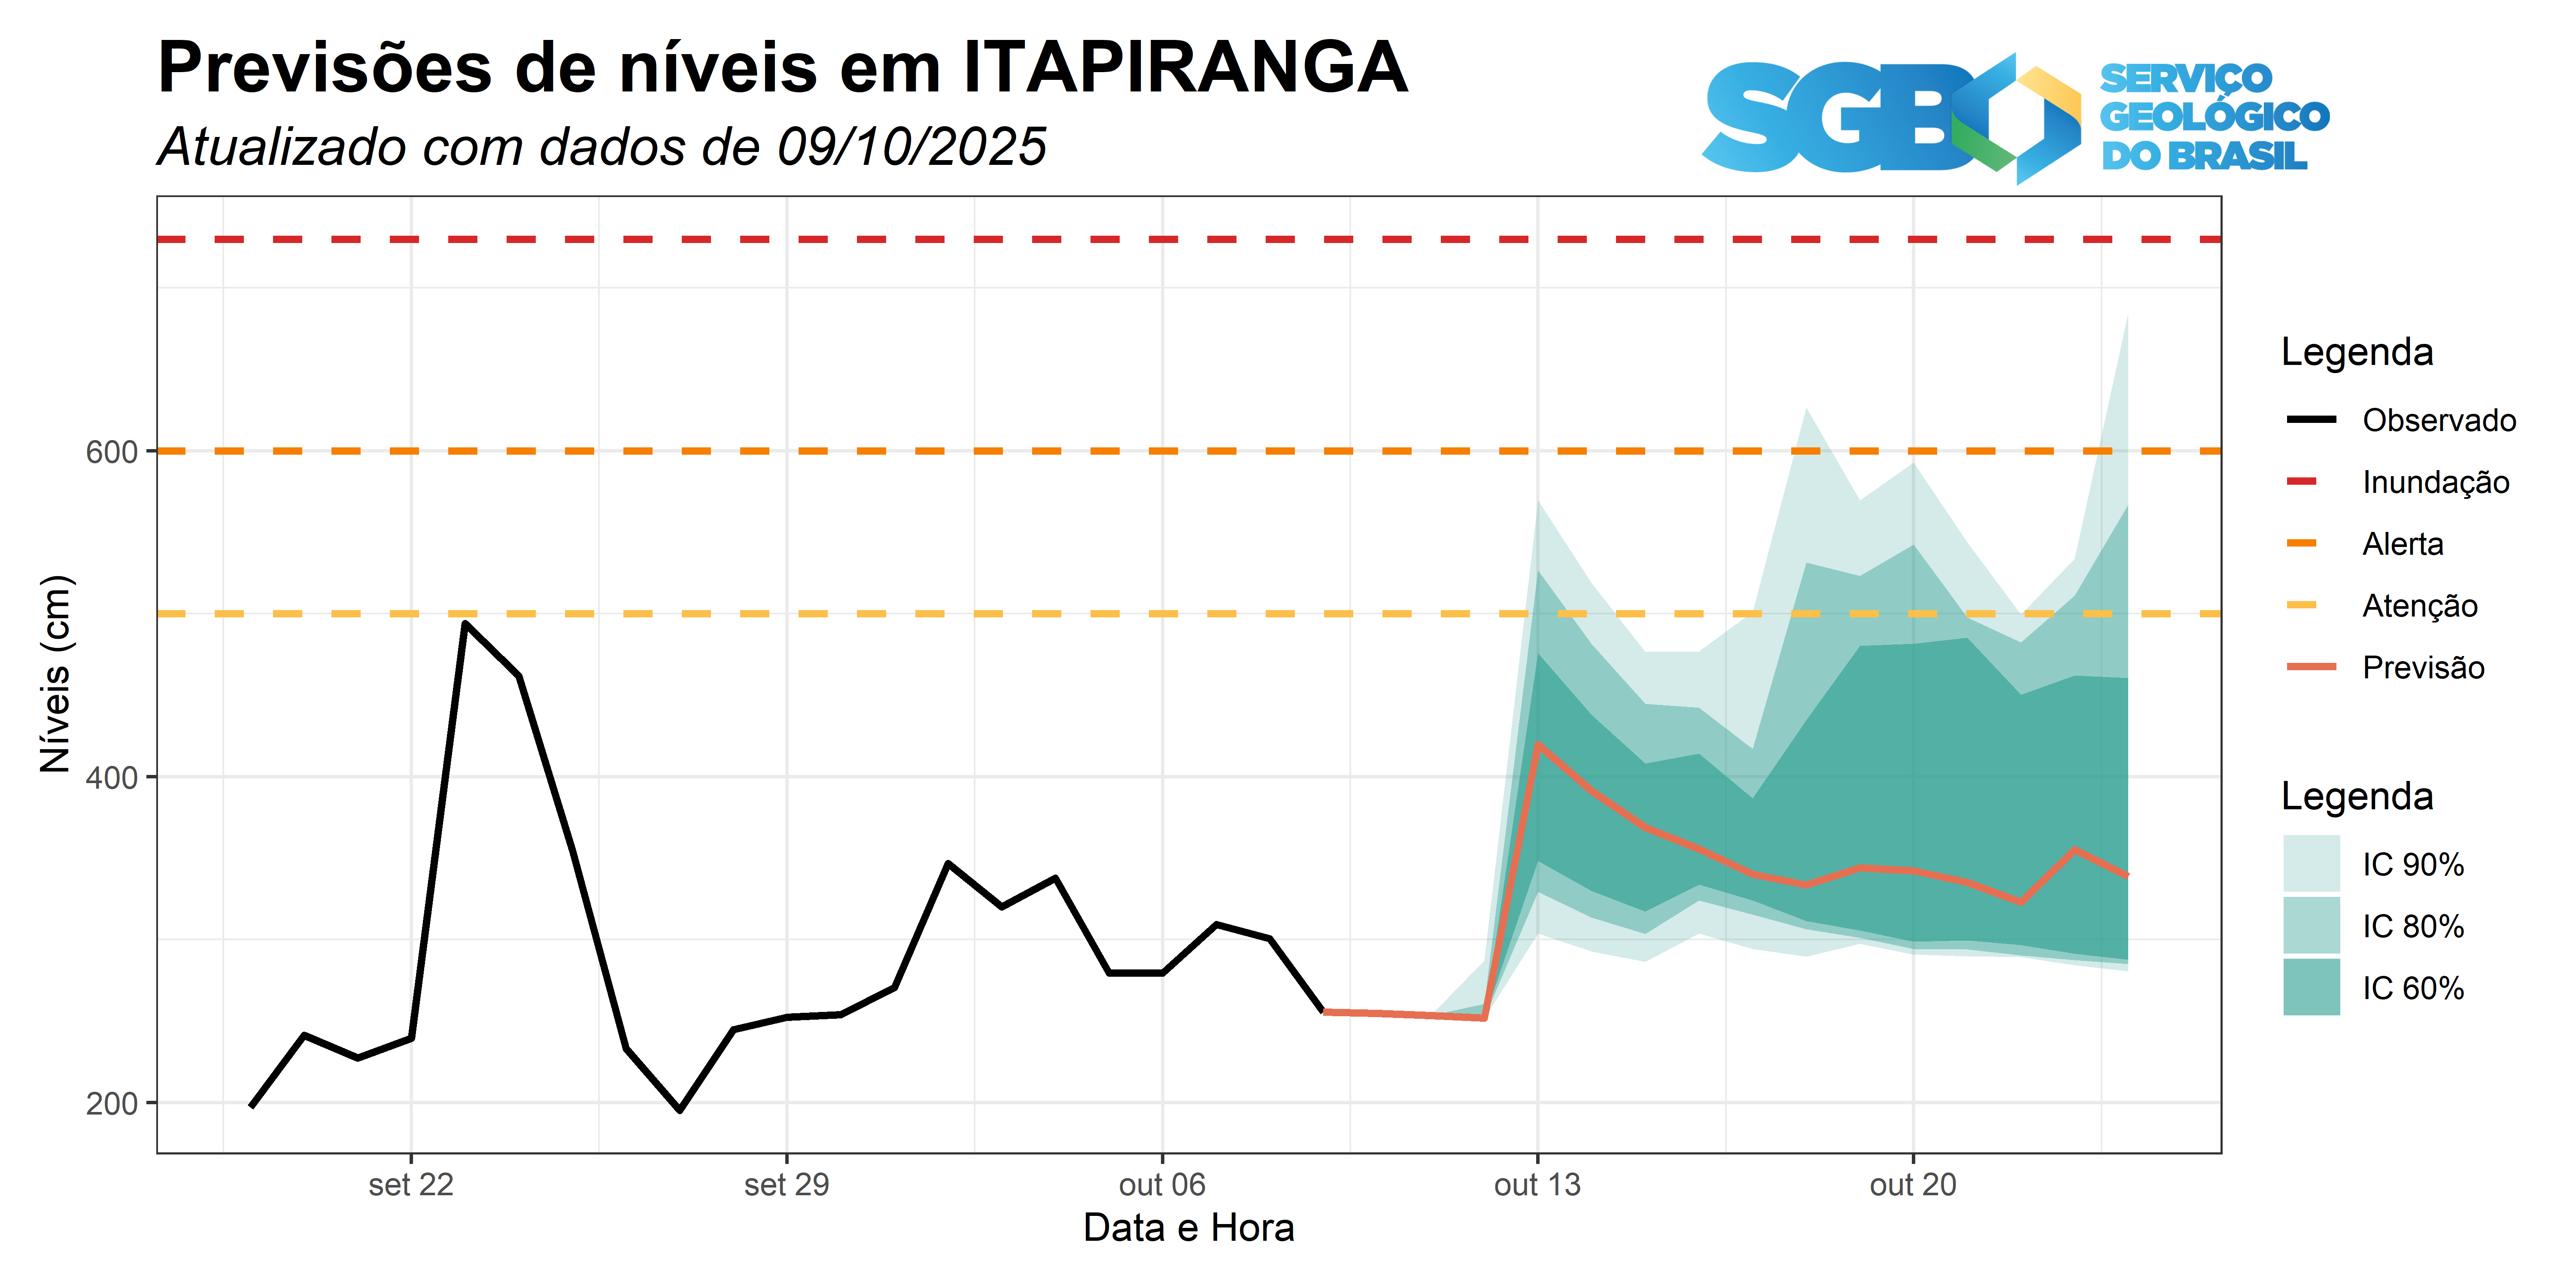 Previsões de níveis em ITAPIRANGA
Atualizado com dados de 09/10/2025
SGB
SERVIÇO
GEOLÓGICO
DO BRASIL
Níveis (cm)
600
400
200
set 22
set 29
out 06
out 13
out 20
Data e Hora
Legenda
Observado
Inundação
Alerta
Atenção
Previsão
Legenda
IC 90%
IC 80%
IC 60%